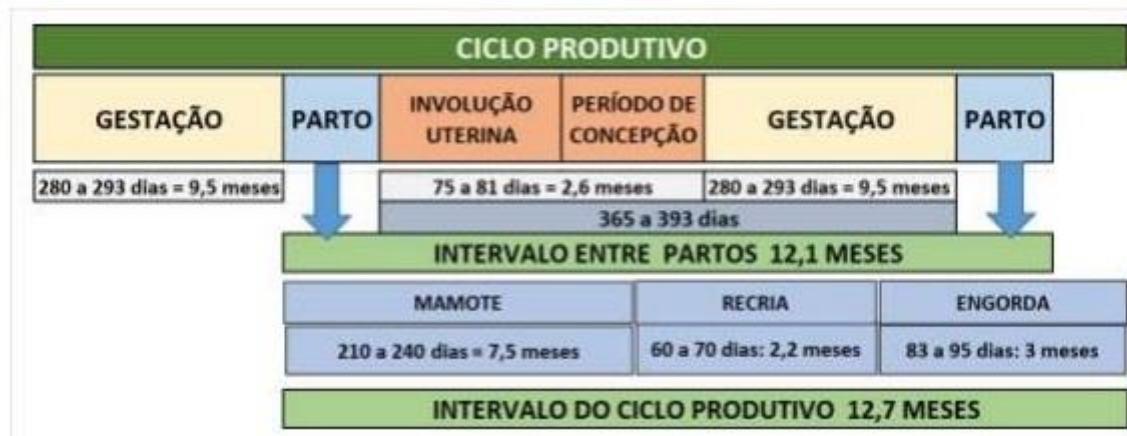 CICLO PRODUTIVO
GESTAÇÃO
PARTO
INVOLUÇÃO
UTERINA
PERÍODO DE
CONCEPÇÃO
GESTAÇÃO
PARTO
280 a 293 dias = 9,5 meses
75 a 81 dias = 2,6 meses
280 a 293 dias = 9,5 meses
365 a 393 dias
INTERVALO ENTRE PARTOS 12,1 MESES
MAMOTE
RECRIA
ENGORDA
210 a 240 dias = 7,5 meses
60 a 70 dias: 2,2 meses
83 a 95 dias: 3 meses
INTERVALO DO CICLO PRODUTIVO 12,7 MESES